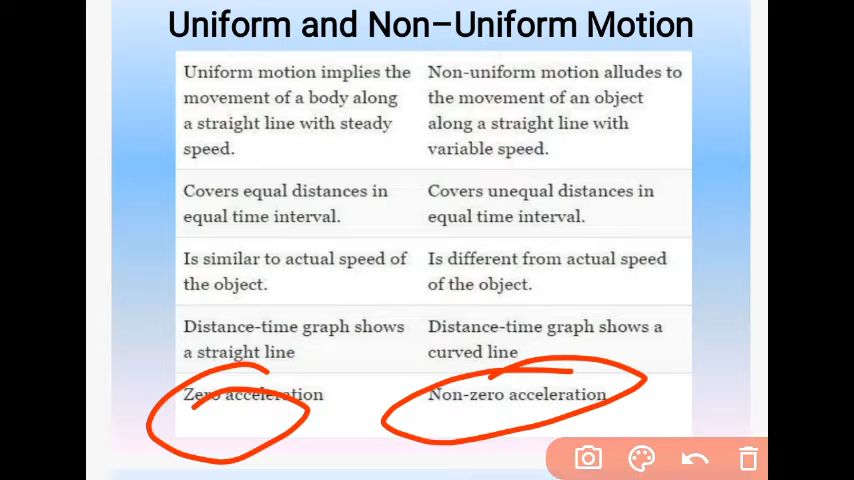 Uniform and Non-Uniform Motion
Uniform motion implies the
movement of a body along
a straight line with steady
speed.
Non-uniform motion alludes to
the movement of an object
along a straight line with
variable speed.
Covers equal distances in
equal time interval.
Covers unequal distances in
equal time interval.
Is similar to actual speed of
the object.
Is different from actual speed
of the object.
Distance-time graph shows
a straight line
Distance-time graph shows a
curved line
Zero acceleration
Non-zero acceleration